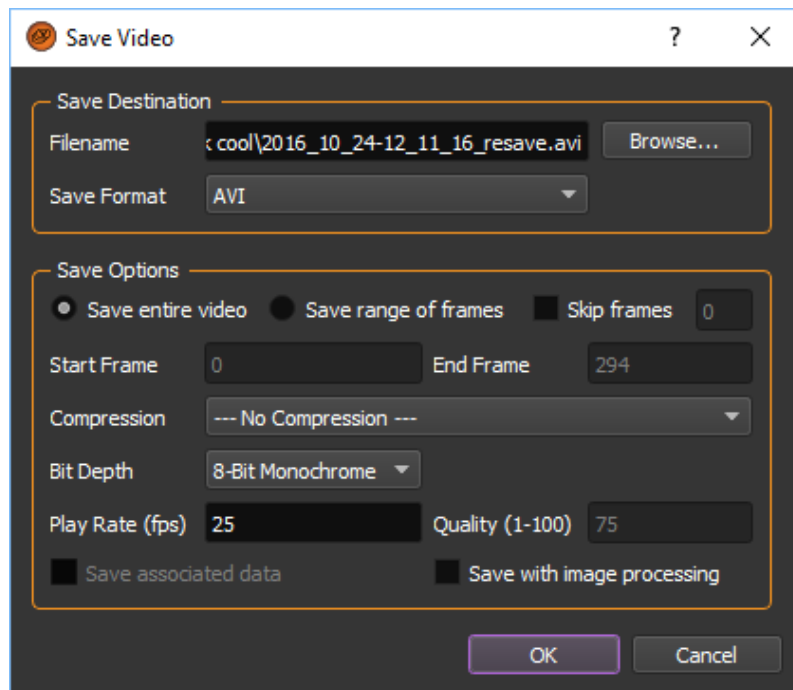 Save Video
?
Save Destination
Filename cool\2016_10_24-12_11_16_resave.avi Browse...
Save Format AVI
Save Options
Save entire video Save range of frames Skip frames 0
Start Frame 0 End Frame 294
Compression --- No Compression ---
Bit Depth 8-Bit Monochrome
Play Rate (fps) 25 Quality (1-100) 75
Save associated data Save with image processing
OK Cancel